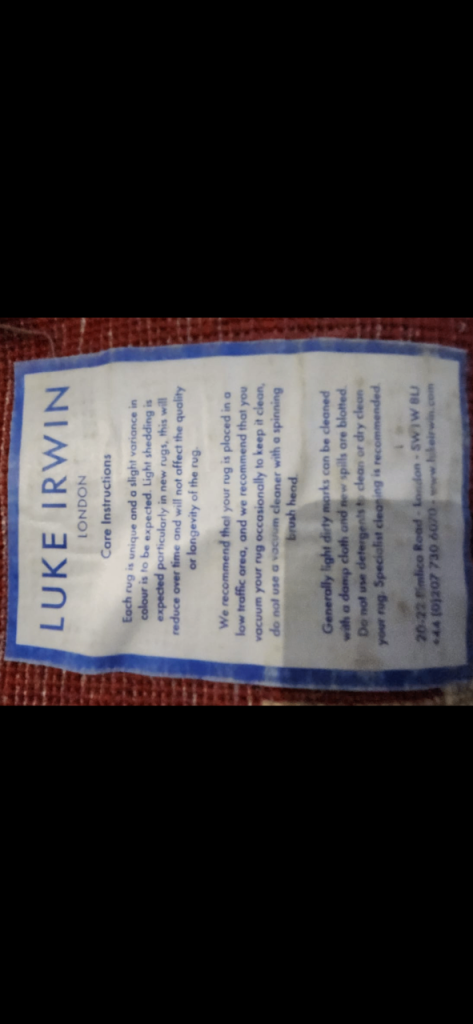 LUKE IRWIN
LONDON
Care Instructions
Each rug is unique and a slight variance in
colour is to be expected. Light shedding is
expected particularly in new rugs, this will
reduce over time and will not affect the quality
or longevity of the rug.
We recommend that your rug is placed in a
low traffic area, and we recommend that you
vacuum your rug occasionally to keep it clean,
do not use a vacuum cleaner with a spinning
brush head.
Generally light dirty marks can be cleaned
with a damp cloth and new spills are blotted.
Do not use detergents to clean or dry clean
your rug. Specialist cleaning is recommended.
20-22 Pimlico Road · London · SW1W 8LJ
+44 (0)207 730 6070 · www.lukeirwin.com